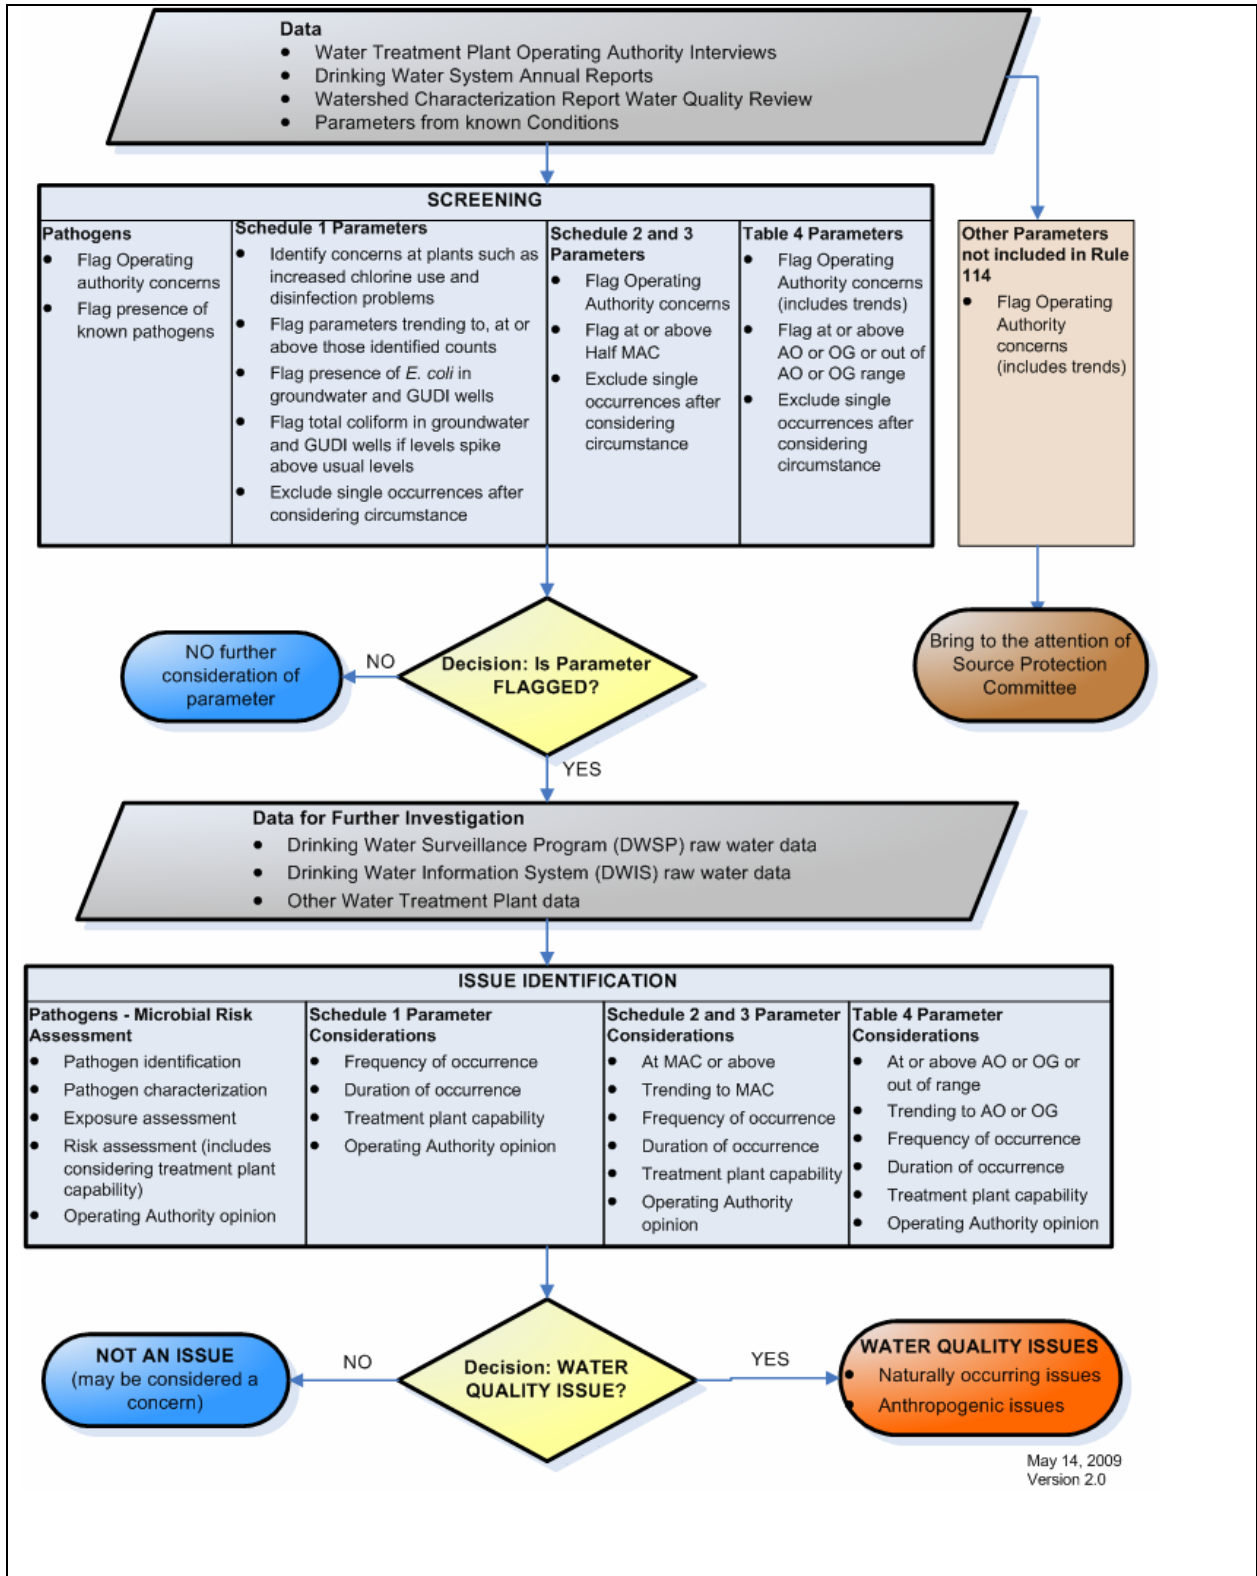 Data
● Water Treatment Plant Operating Authority Interviews
● Drinking Water System Annual Reports
● Watershed Characterization Report Water Quality Review
● Parameters from known Conditions
SCREENING
Pathogens
● Flag Operating
authority concerns
● Flag presence of
known pathogens
Schedule 1 Parameters
● Identify concerns at plants such as
increased chlorine use and
disinfection problems
● Flag parameters trending to, at or
above those identified counts
● Flag presence of E. coli in
groundwater and GUDI wells
● Flag total coliform in groundwater
and GUDI wells if levels spike
above usual levels
● Exclude single occurrences after
considering circumstance
Schedule 2 and 3
Parameters
● Flag Operating
Authority concerns
● Flag at or above
Half MAC
● Exclude single
occurrences after
considering
circumstance
Table 4 Parameters
● Flag Operating
Authority concerns
(includes trends)
● Flag at or above
AO or OG or out of
AO or OG range
● Exclude single
occurrences after
considering
circumstance
Other Parameters
not included in Rule
114
● Flag Operating
Authority
concerns
(includes trends)
Bring to the attention of
Source Protection
Committee
Decision: Is Parameter
FLAGGED?
NO
NO further
consideration of
parameter
YES
Data for Further Investigation
● Drinking Water Surveillance Program (DWSP) raw water data
● Drinking Water Information System (DWIS) raw water data
● Other Water Treatment Plant data
ISSUE IDENTIFICATION
Pathogens - Microbial Risk
Assessment
● Pathogen identification
● Pathogen characterization
● Exposure assessment
● Risk assessment (includes
considering treatment plant
capability)
● Operating Authority opinion
Schedule 1 Parameter
Considerations
● Frequency of occurrence
● Duration of occurrence
● Treatment plant capability
● Operating Authority opinion
Schedule 2 and 3 Parameter
Considerations
● At MAC or above
● Trending to MAC
● Frequency of occurrence
● Duration of occurrence
● Treatment plant capability
● Operating Authority
opinion
Table 4 Parameter
Considerations
● At or above AO or OG or
out of range
● Trending to AO or OG
● Frequency of occurrence
● Duration of occurrence
● Treatment plant capability
● Operating Authority opinion
Decision: WATER
QUALITY ISSUE?
NO
NOT AN ISSUE
(may be considered a
concern)
YES
WATER QUALITY ISSUES
● Naturally occurring issues
● Anthropogenic issues
May 14, 2009
Version 2.0